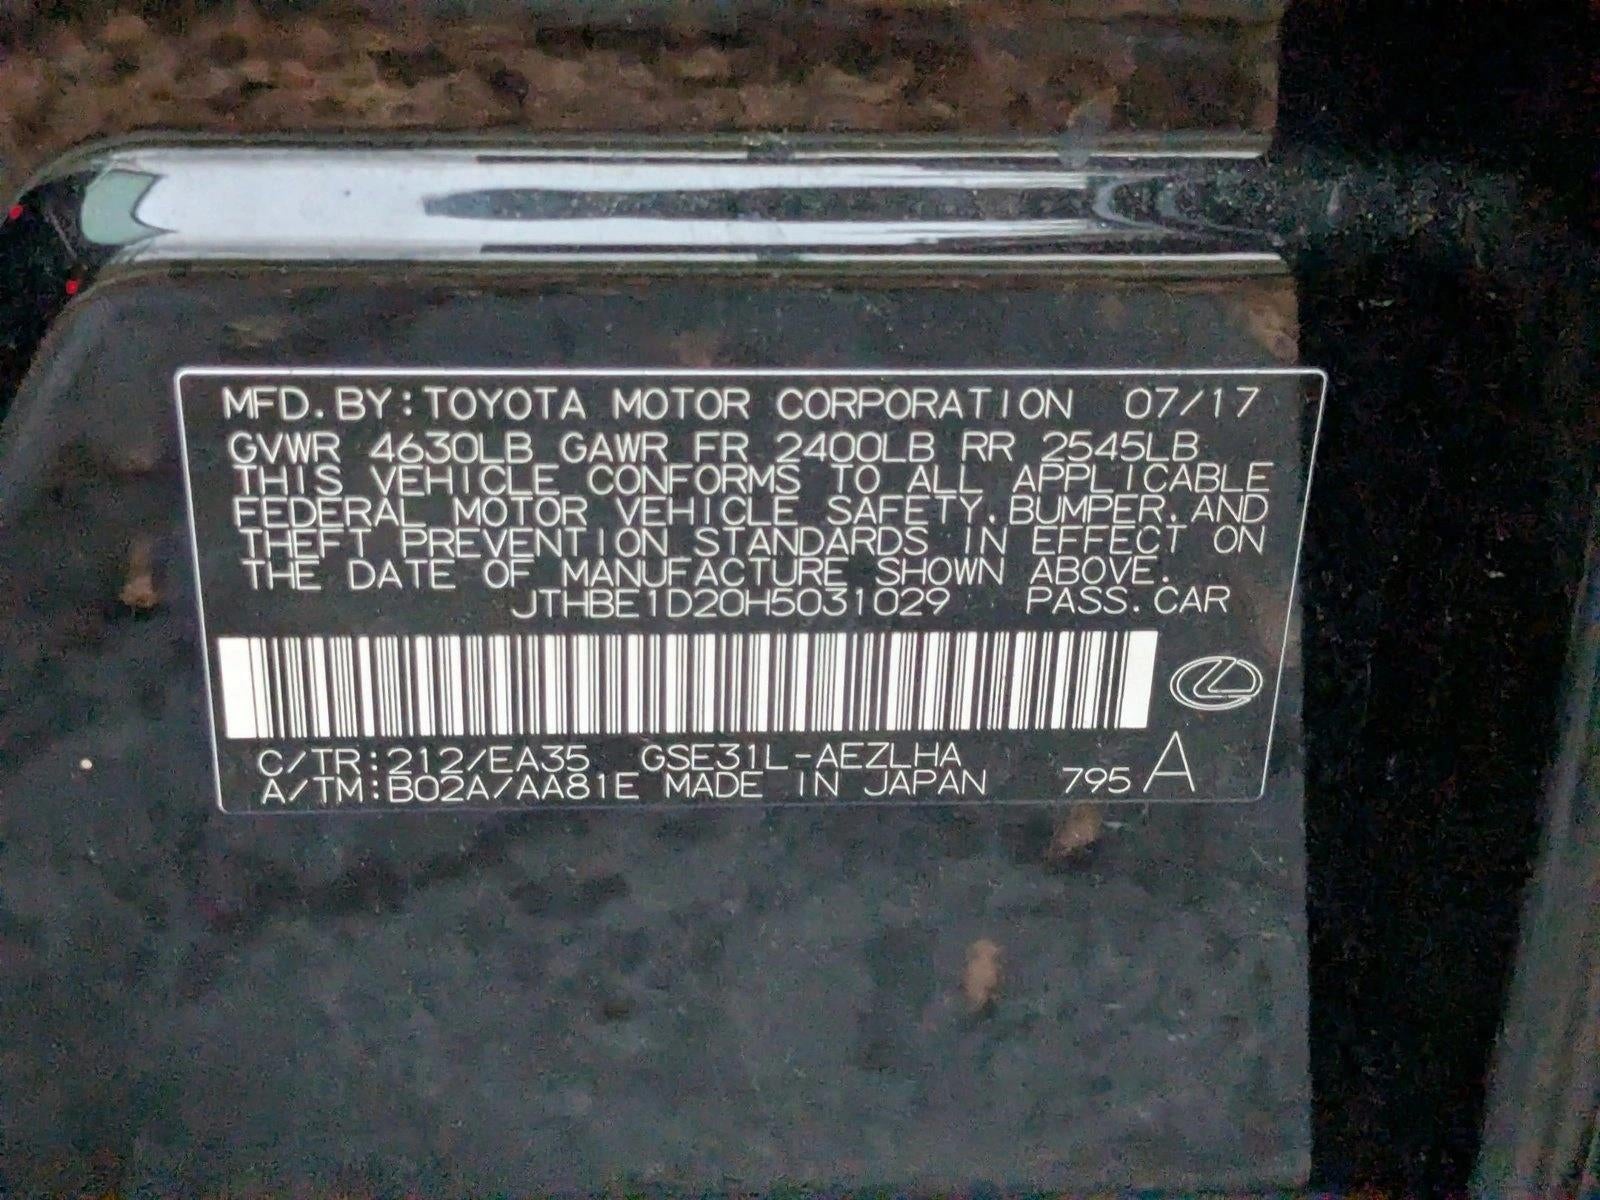 MFD. BY: TOYOTA MOTOR CORPORATION 07/17
GVWR 4630LB GAWR FR 2400LB RR 2545LB
THIS VEHICLE CONFORMS TO ALL APPLICABLE
FEDERAL MOTOR VEHICLE SAFETY, BUMPER, AND
THEFT PREVENTION STANDARDS IN EFFECT ON
THE DATE OF MANUFACTURE SHOWN ABOVE.
JTHBE1D20H5031029 PASS. CAR
C/TR: 212/EA35 GSE31L-AEZLHA
A/TM: B02A/AA81E MADE IN JAPAN 795 A